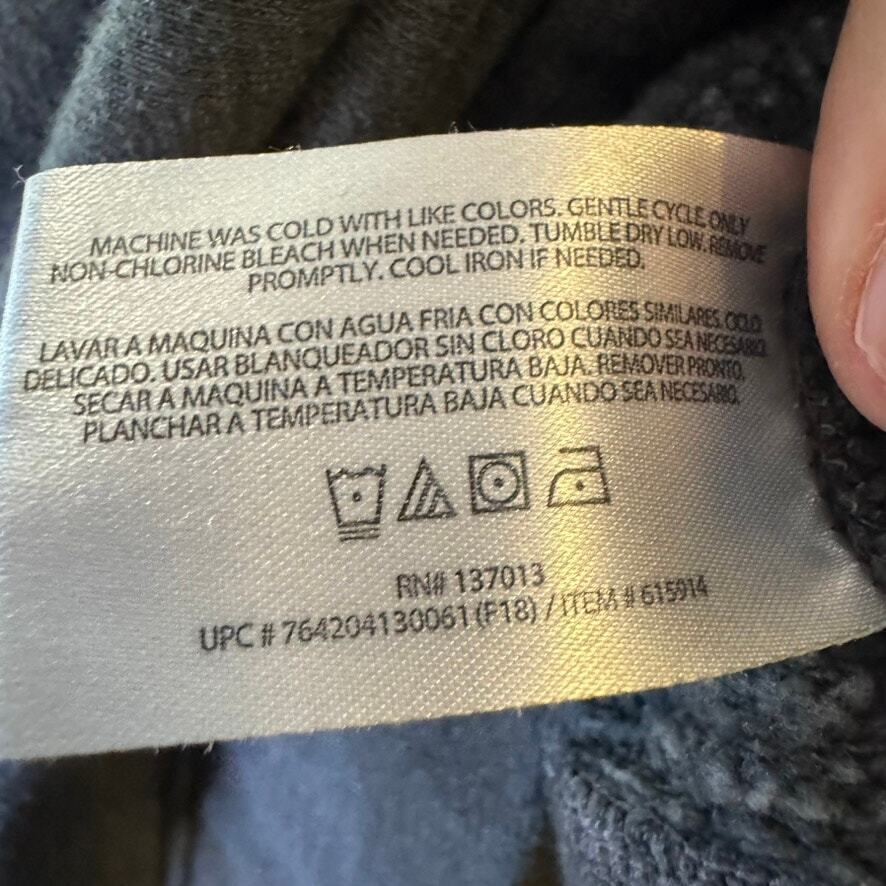 MACHINE WAS COLD WITH LIKE COLORS. GENTLE CYCLE ONLY
NON-CHLORINE BLEACH WHEN NEEDED. TUMBLE DRY LOW. REMOVE
PROMPTLY. COOL IRON IF NEEDED.
LAVAR A MAQUINA CON AGUA FRIA CON COLORES SIMILARES. CICLO
DELICADO. USAR BLANQUEADOR SIN CLORO CUANDO SEA NECESARIO.
SECAR A MAQUINA A TEMPERATURA BAJA. REMOVER PRONTO.
PLANCHAR A TEMPERATURA BAJA CUANDO SEA NECESARIO.
RN# 137013
UPC # 764204130061 (F18) / ITEM # 615914